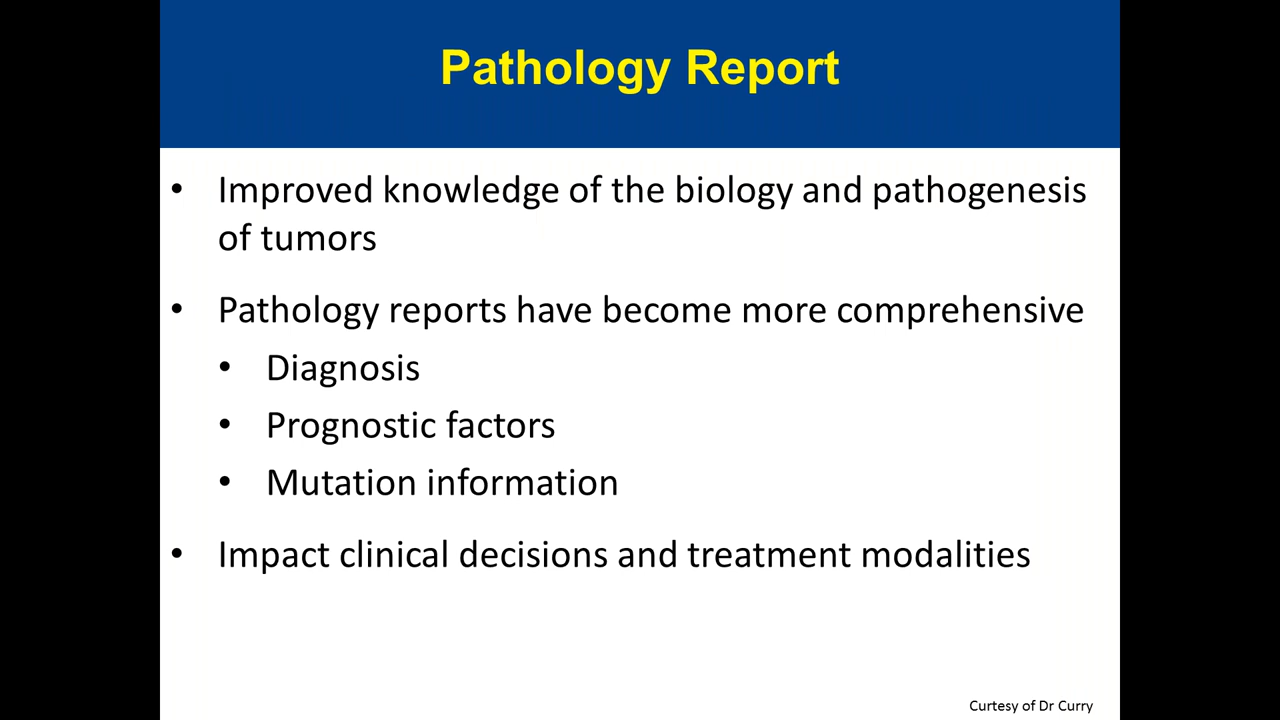 Pathology Report
• Improved knowledge of the biology and pathogenesis
of tumors
• Pathology reports have become more comprehensive
• Diagnosis
• Prognostic factors
• Mutation information
• Impact clinical decisions and treatment modalities
Curtesy of Dr Curry